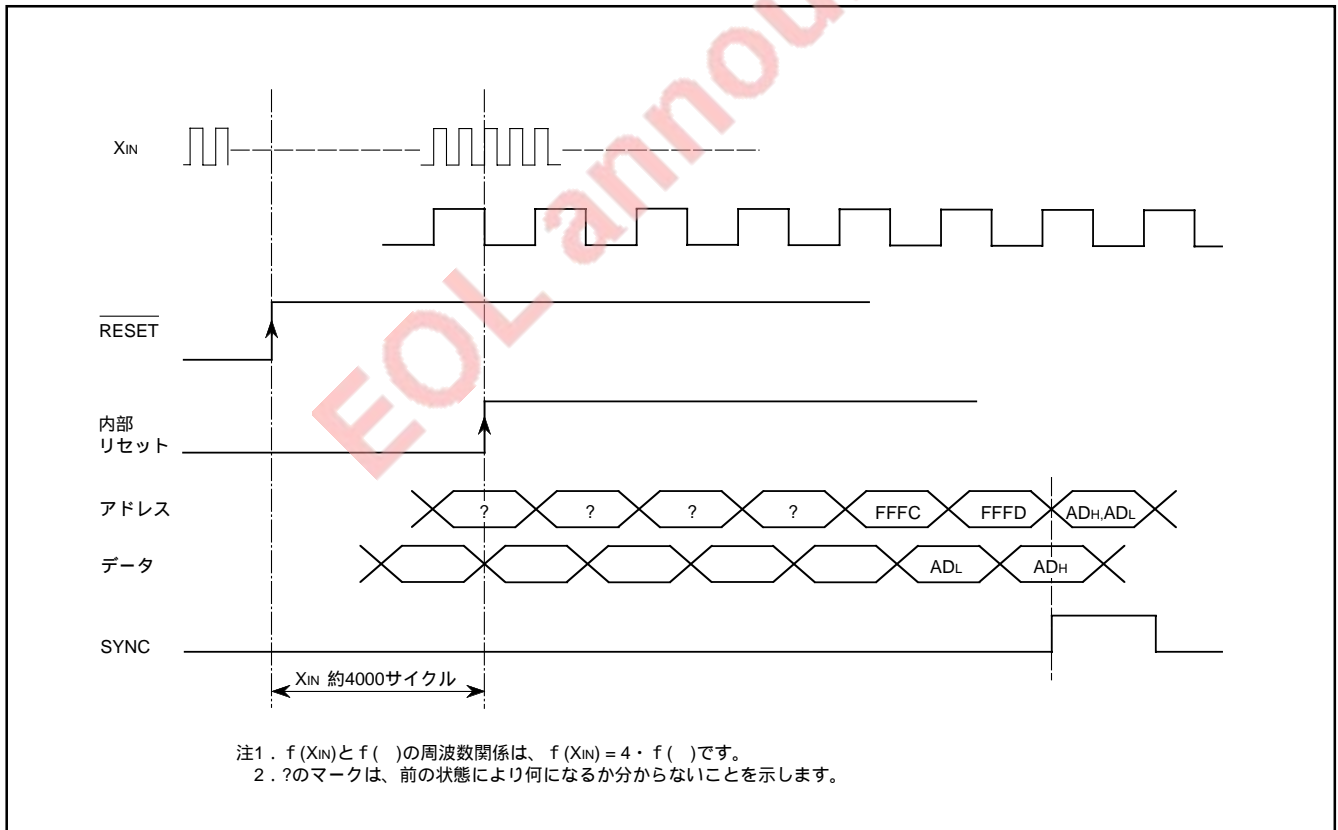 EOL annou
XIN
RESET
内部
リセット
アドレス
? ? ? ? FFFC FFFD ADH,ADL
データ
ADL ADH
SYNC
XIN 約4000サイクル
注1．f (XIN)とf ( )の周波数関係は、f (XIN) = 4・f ( )です。
2．?のマークは、前の状態により何になるか分からないことを示します。